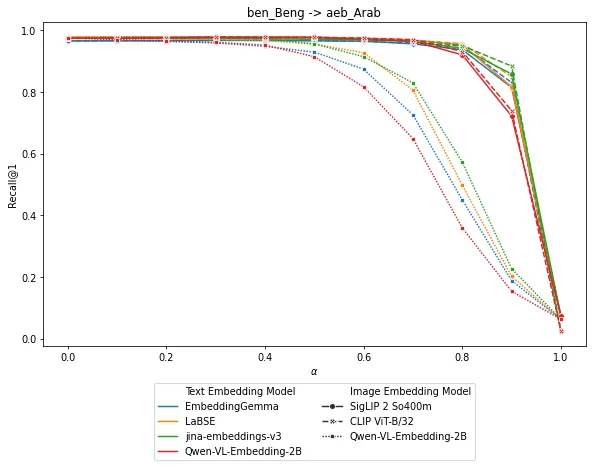 ben_Beng -> aeb_Arab
Recall@1
1.0
0.8
0.6
0.4
0.2
0.0
0.0 0.2 0.4 0.6 0.8 1.0
α
Text Embedding Model Image Embedding Model
EmbeddingGemma SigLIP 2 So400m
LaBSE CLIP ViT-B/32
jina-embeddings-v3 Qwen-VL-Embedding-2B
Qwen-VL-Embedding-2B